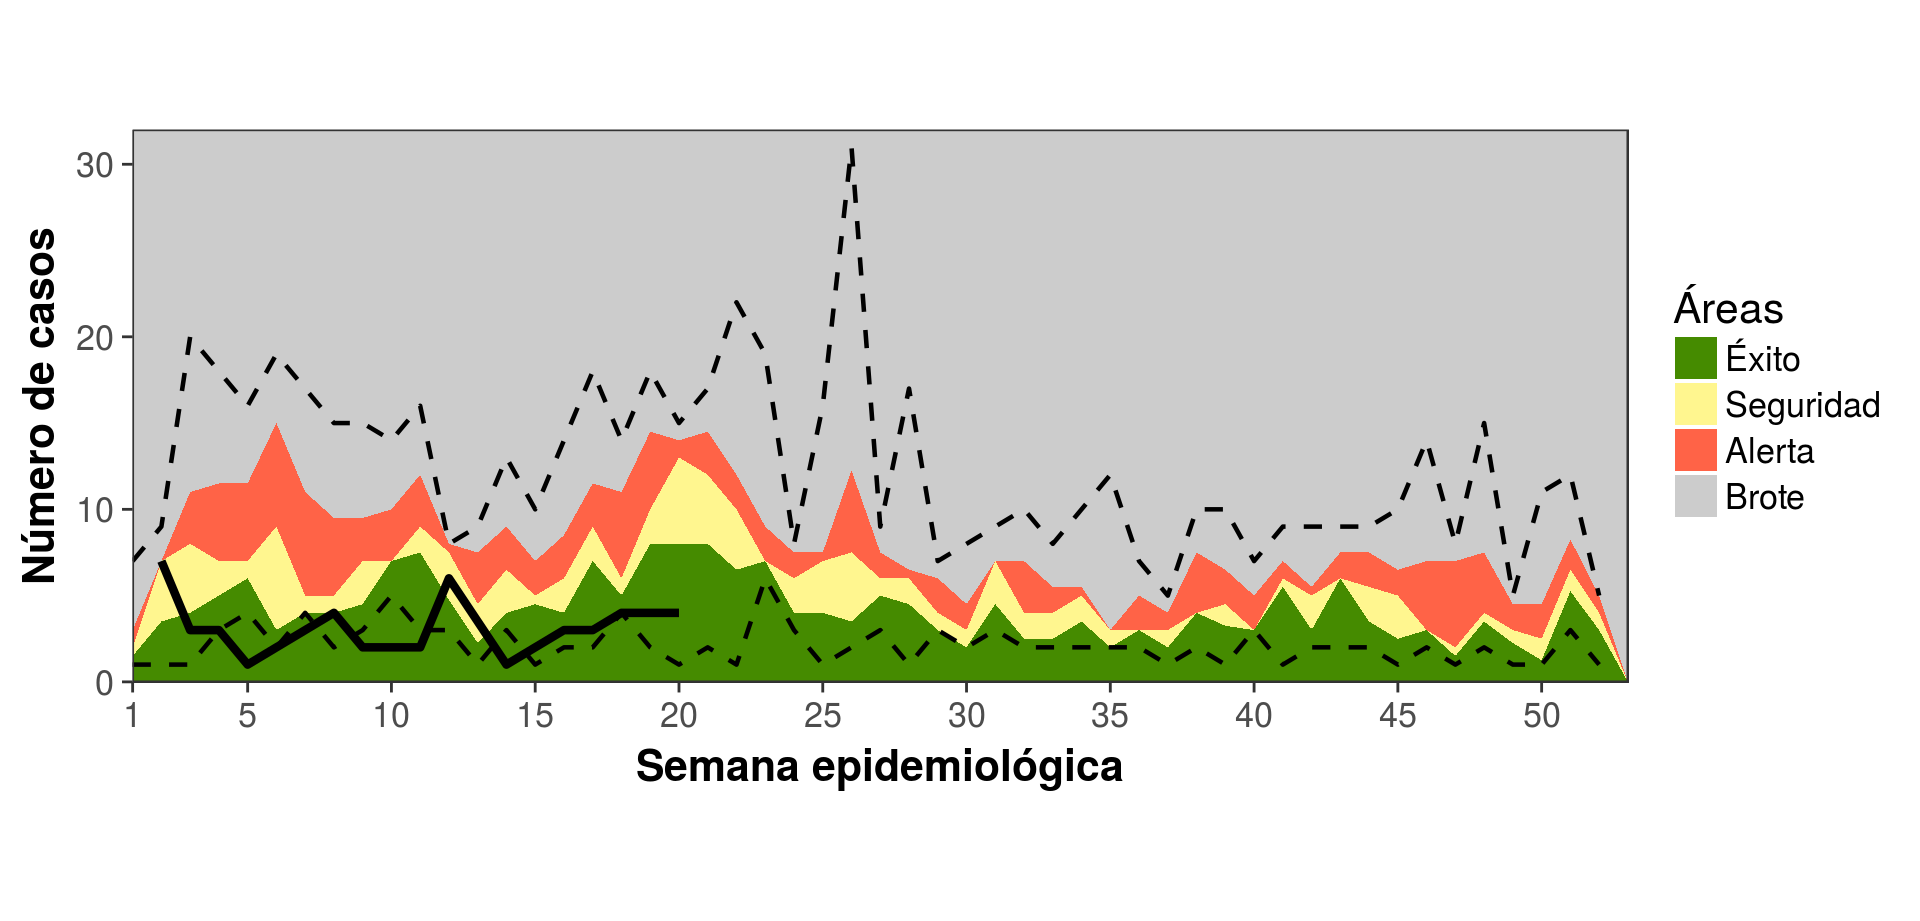 Número de casos
30
20
10
0
1 5 10 15 20 25 30 35 40 45 50
Semana epidemiológica
Áreas
Éxito
Seguridad
Alerta
Brote